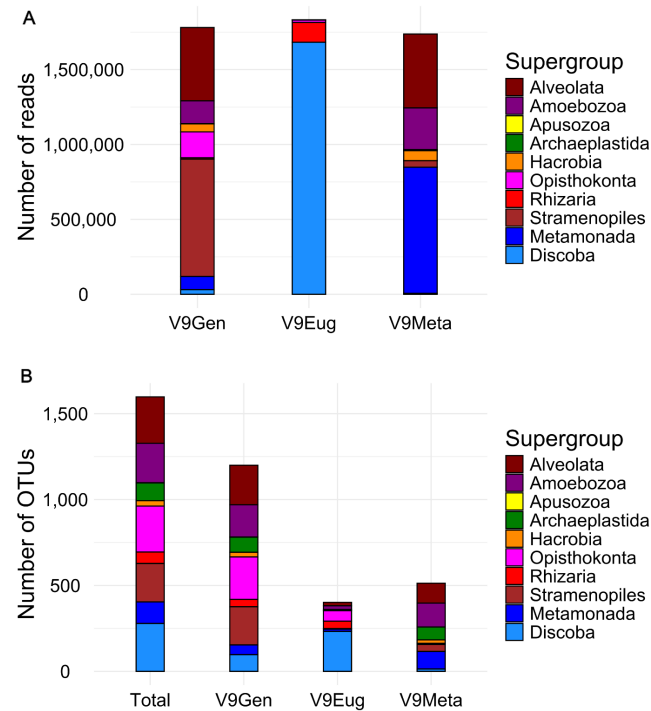 A
Number of reads
1,500,000
1,000,000
500,000
0
V9Gen V9Eug V9Meta
Supergroup
Alveolata
Amoebozoa
Apusozoa
Archaeplastida
Hacrobia
Opisthokonta
Rhizaria
Stramenopiles
Metamonada
Discoba
B
Number of OTUs
1,500
1,000
500
0
Total V9Gen V9Eug V9Meta
Supergroup
Alveolata
Amoebozoa
Apusozoa
Archaeplastida
Hacrobia
Opisthokonta
Rhizaria
Stramenopiles
Metamonada
Discoba